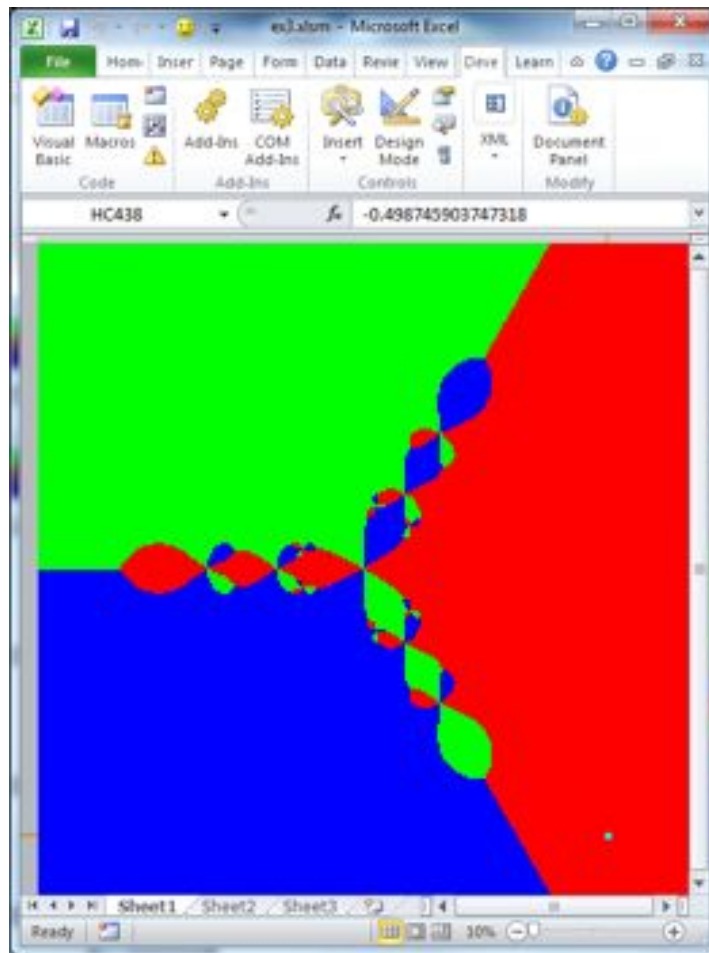 es3.xlsm - Microsoft Excel
File Hom Inser Page Form Data Revie View Deve Learn
Visual Basic Macros Add-Ins COM Add-Ins Insert Design Mode XML Document Panel
Code Add-Ins Controls Modify
HC438 fx -0.498745903747318
Sheet1 Sheet2 Sheet3
Ready 10%